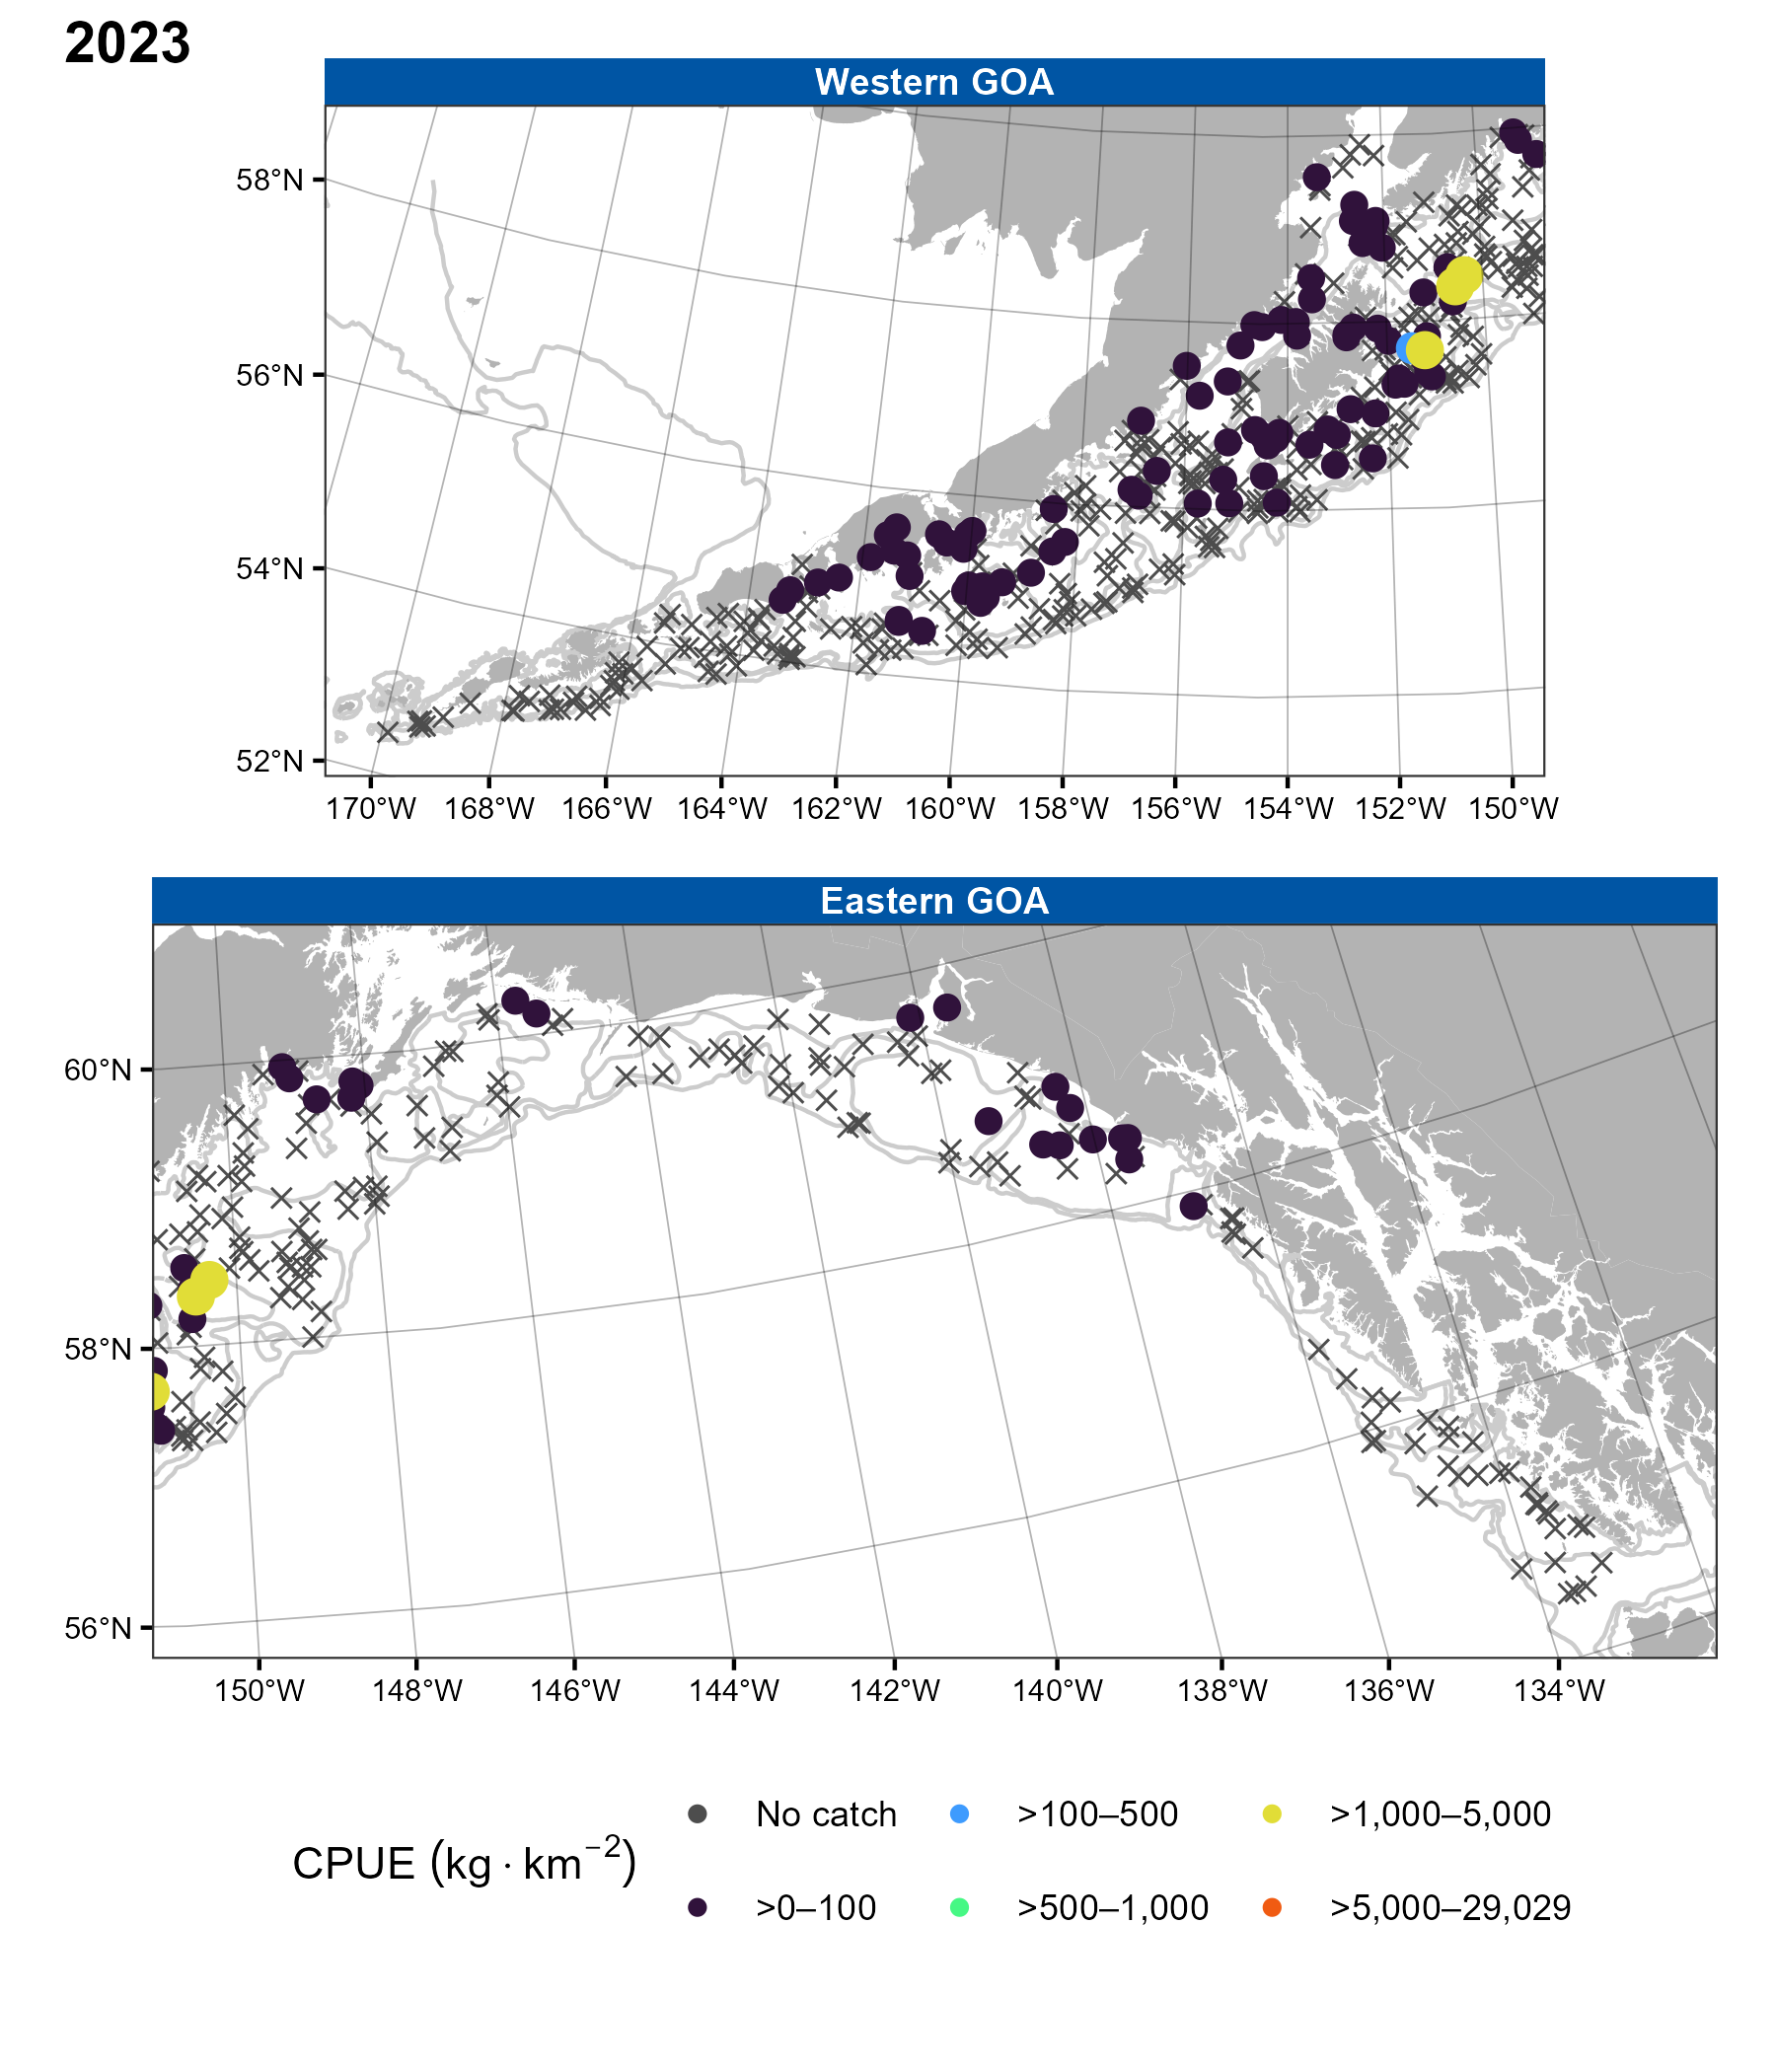 2023
Western GOA
58°N
56°N
54°N
52°N
170°W 168°W 166°W 164°W 162°W 160°W 158°W 156°W 154°W 152°W 150°W
Eastern GOA
60°N
58°N
56°N
150°W 148°W 146°W 144°W 142°W 140°W 138°W 136°W 134°W
CPUE (kg · km⁻²)
No catch >100–500 >1,000–5,000
>0–100 >500–1,000 >5,000–29,029